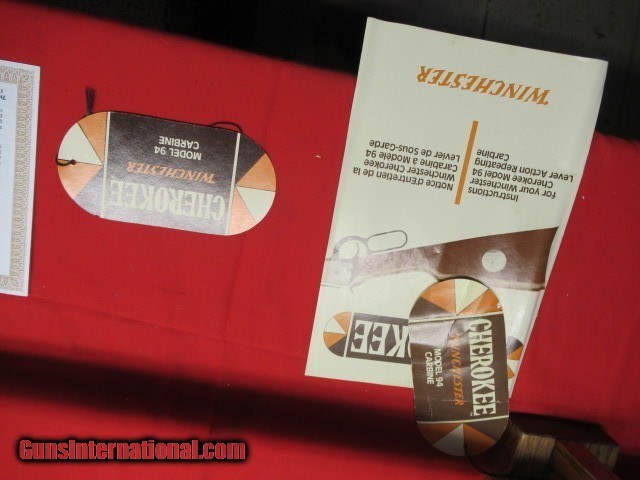 CHEROKEE
WINCHESTER
MODEL 94
CARBINE
Instructions
for your Winchester
Cherokee Model 94
Lever Action Repeating
Carbine
Notice d'Entretien de la
Winchester Cherokee
Carabine à Modèle 94
Levier de Sous-Garde
WINCHESTER
KEE
CHEROKEE
WINCHESTER
MODEL 94
CARBINE
GunsInternational.com